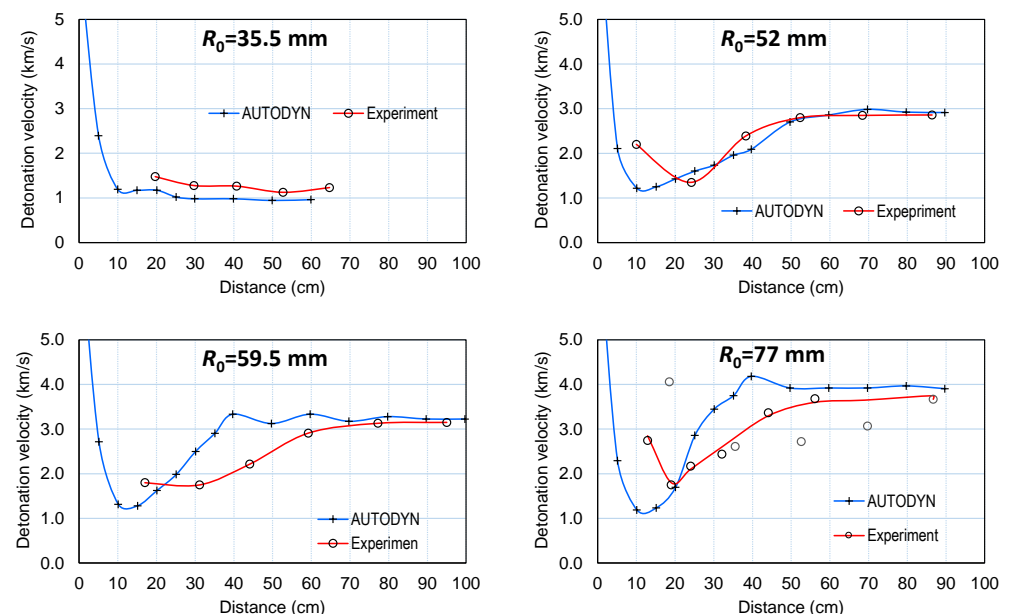 R0=35.5 mm
Detonation velocity (km/s)
5
4
3
2
1
0
AUTODYN
Experiment
0 10 20 30 40 50 60 70 80 90 100
Distance (cm)
R0=52 mm
Detonation velocity (km/s)
5.0
4.0
3.0
2.0
1.0
0.0
AUTODYN
Expepriment
0 10 20 30 40 50 60 70 80 90 100
Distance (cm)
R0=59.5 mm
Detonation velocity (km/s)
5.0
4.0
3.0
2.0
1.0
0.0
AUTODYN
Experimen
0 10 20 30 40 50 60 70 80 90 100
Distance (cm)
R0=77 mm
Detonation velocity (km/s)
5.0
4.0
3.0
2.0
1.0
0.0
AUTODYN
Experiment
0 10 20 30 40 50 60 70 80 90 100
Distance (cm)